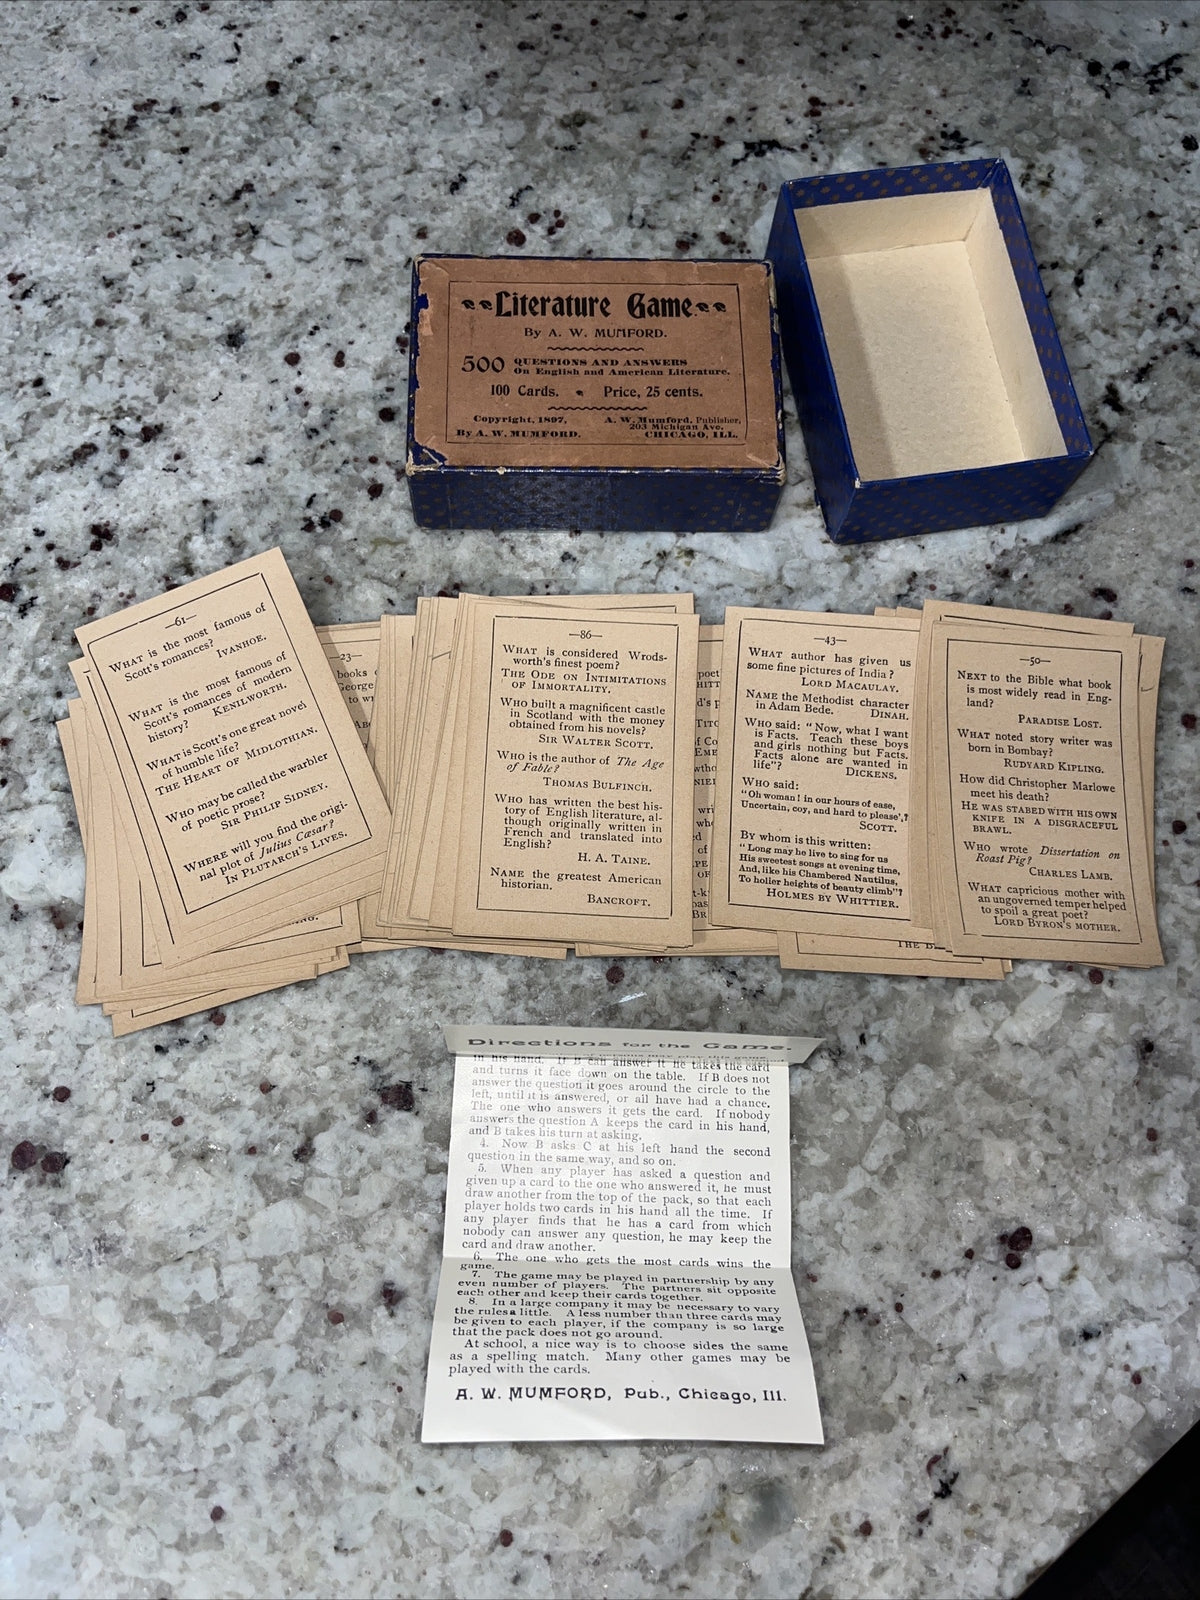 Literature Game
By A. W. MUMFORD.
500 QUESTIONS AND ANSWERS
On English and American Literature.
100 Cards. Price, 25 cents.
Copyright, 1897,
By A. W. MUMFORD.
A. W. Mumford, Publisher,
203 Michigan Ave.
CHICAGO, ILL.
—61—
WHAT is the most famous of
Scott's romances?
IVANHOE.
WHAT is the most famous of
Scott's romances of modern
history? KENILWORTH.
WHAT is Scott's one great novel
of humble life?
THE HEART OF MIDLOTHIAN.
WHO may be called the warbler
of poetic prose?
SIR PHILIP SIDNEY.
WHERE will you find the origi-
nal plot of Julius Cæsar?
IN PLUTARCH'S LIVES.
—23—
books
George
—86—
WHAT is considered Wrods-
worth's finest poem?
THE ODE ON INTIMITATIONS
OF IMMORTALITY.
WHO built a magnificent castle
in Scotland with the money
obtained from his novels?
SIR WALTER SCOTT.
WHO is the author of The Age
of Fable?
THOMAS BULFINCH.
WHO has written the best his-
tory of English literature, al-
though originally written in
French and translated into
English?
H. A. TAINE.
NAME the greatest American
historian.
BANCROFT.
poet
—43—
WHAT author has given us
some fine pictures of India?
LORD MACAULAY.
NAME the Methodist character
in Adam Bede. DINAH.
WHO said: "Now, what I want
is Facts. Teach these boys
and girls nothing but Facts.
Facts alone are wanted in
life"? DICKENS.
WHO said:
"Oh woman! in our hours of ease,
Uncertain, coy, and hard to please',?
SCOTT.
By whom is this written:
"Long may he live to sing for us
His sweetest songs at evening time,
And, like his Chambered Nautilus,
To holler heights of beauty climb"?
HOLMES BY WHITTIER.
THE
—50—
NEXT to the Bible what book
is most widely read in Eng-
land?
PARADISE LOST.
WHAT noted story writer was
born in Bombay?
RUDYARD KIPLING.
How did Christopher Marlowe
meet his death?
HE WAS STABED WITH HIS OWN
KNIFE IN A DISGRACEFUL
BRAWL.
WHO wrote Dissertation on
Roast Pig?
CHARLES LAMB.
WHAT capricious mother with
an ungoverned temper helped
to spoil a great poet?
LORD BYRON'S MOTHER.
Directions for the Game.
in his hand. If B can answer it he takes the card
and turns it face down on the table. If B does not
answer the question it goes around the circle to the
left, until it is answered, or all have had a chance.
The one who answers it gets the card. If nobody
answers the question A keeps the card in his hand,
and B takes his turn at asking.
4. Now B asks C at his left hand the second
question in the same way, and so on.
5. When any player has asked a question and
given up a card to the one who answered it, he must
draw another from the top of the pack, so that each
player holds two cards in his hand all the time. If
any player finds that he has a card from which
nobody can answer any question, he may keep the
card and draw another.
6. The one who gets the most cards wins the
game.
7. The game may be played in partnership by any
even number of players. The partners sit opposite
each other and keep their cards together.
8. In a large company it may be necessary to vary
the rules a little. A less number than three cards may
be given to each player, if the company is so large
that the pack does not go around.
At school, a nice way is to choose sides the same
as a spelling match. Many other games may be
played with the cards.
A. W. MUMFORD, Pub., Chicago, Ill.